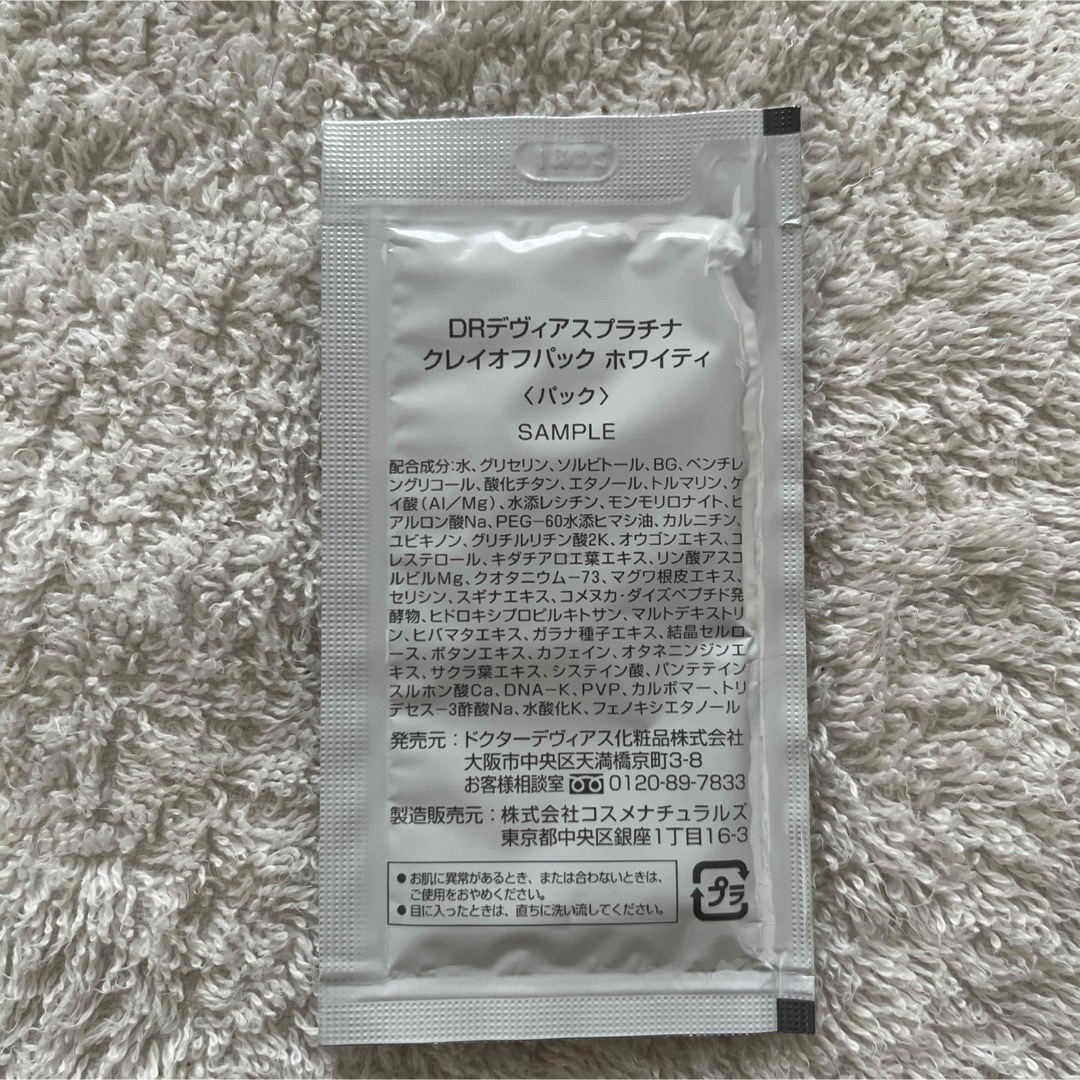 DRデヴィアスプラチナ
クレイオフパック ホワイティ
〈パック〉
SAMPLE
配合成分:水、グリセリン、ソルビトール、BG、ペンチレ
ングリコール、酸化チタン、エタノール、トルマリン、ケ
イ酸(Al/Mg)、水添レシチン、モンモリロナイト、ヒ
アルロン酸Na、PEG-60水添ヒマシ油、カルニチン、
ユビキノン、グリチルリチン酸2K、オウゴンエキス、コ
レステロール、キダチアロエ葉エキス、リン酸アスコ
ルビルMg、クオタニウム-73、マグワ根皮エキス、
セリシン、スギナエキス、コメヌカ・ダイズペプチド発
酵物、ヒドロキシプロピルキトサン、マルトデキストリ
ン、ヒバマタエキス、ガラナ種子エキス、結晶セルロ
ース、ボタンエキス、カフェイン、オタネニンジンエ
キス、サクラ葉エキス、システイン酸、パンテテイン
スルホン酸Ca、DNA-K、PVP、カルボマー、トリ
デセス-3酢酸Na、水酸化K、フェノキシエタノール
発売元:ドクターデヴィアス化粧品株式会社
大阪市中央区天満橋京町3-8
お客様相談室 0120-89-7833
製造販売元:株式会社コスメナチュラルズ
東京都中央区銀座1丁目16-3
●お肌に異常があるとき、または合わないときは、
ご使用をおやめください。
●目に入ったときは、直ちに洗い流してください。
プラ